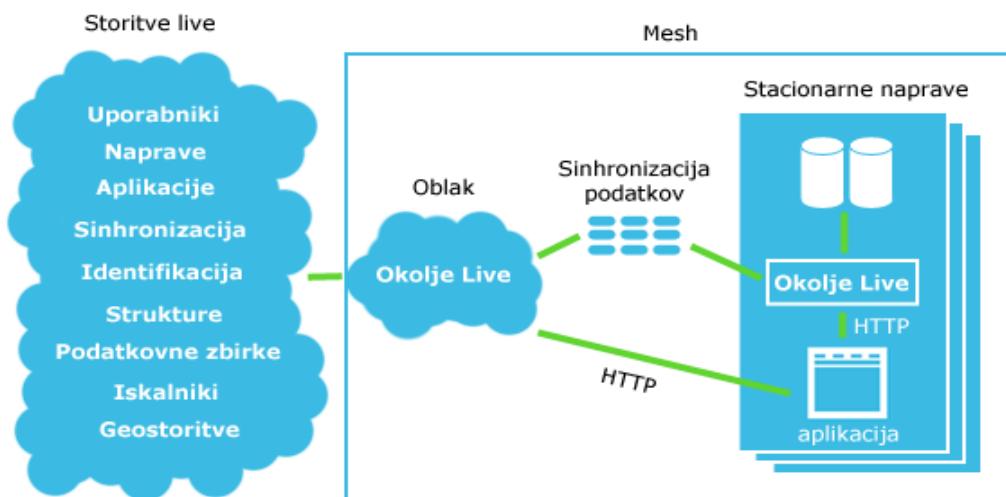 Storitve live
Uporabniki
Naprave
Aplikacije
Sinhronizacija
Identifikacija
Strukture
Podatkovne zbirke
Iskalniki
Geostoritve
Mesh
Oblak
Okolje Live
Sinhronizacija
podatkov
HTTP
Stacionarne naprave
Okolje Live
HTTP
aplikacija